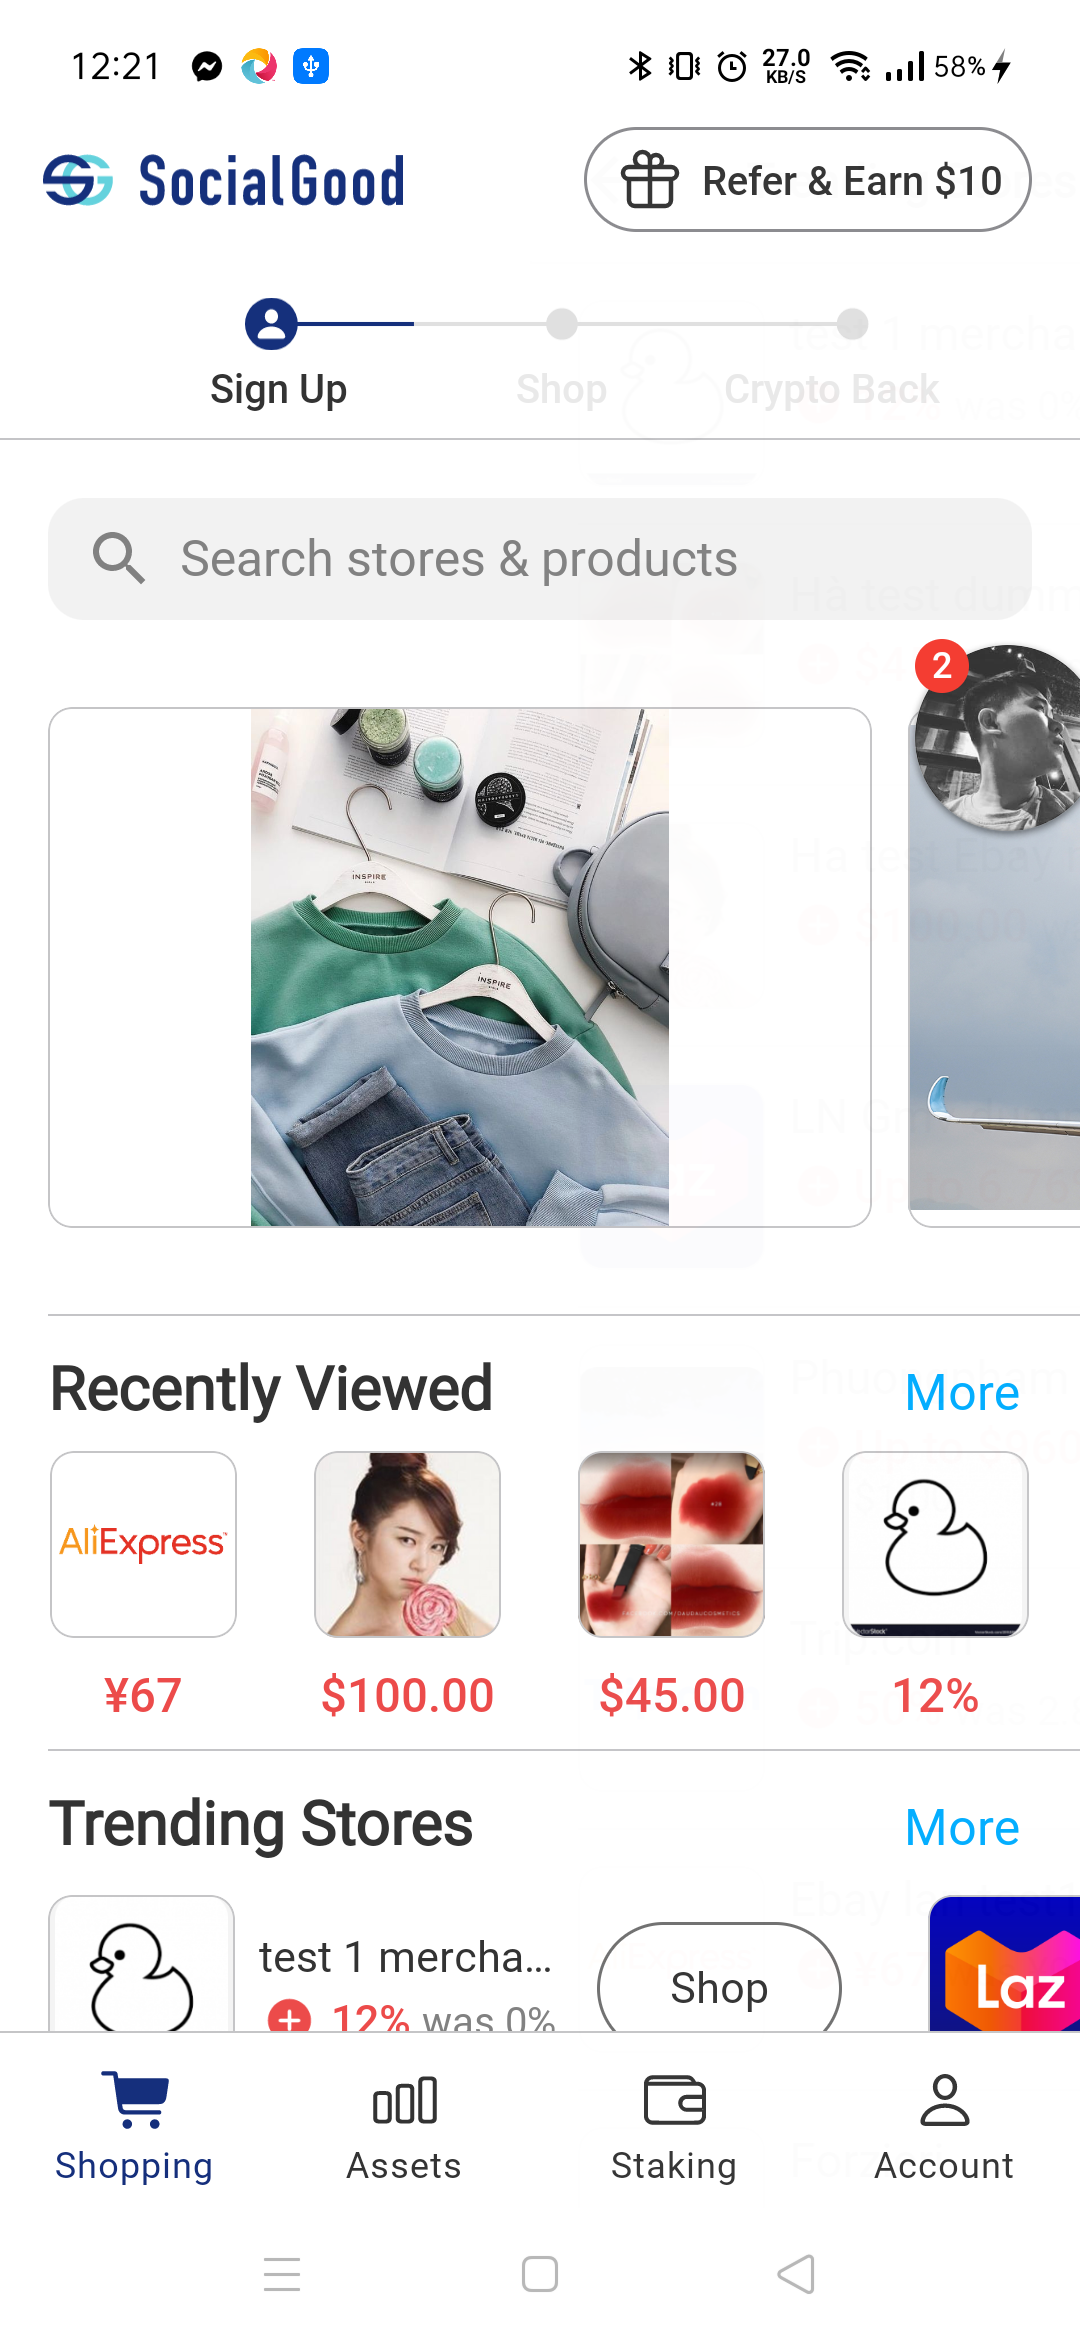 12:21
27.0
KB/S
58%
SocialGood
Refer & Earn $10
Sign Up
Shop
Crypto Back
Search stores & products
2
INSPIRE
INSPIRE
Recently Viewed
More
AliExpress
¥67
$100.00
$45.00
12%
Trending Stores
More
test 1 mercha...
12% was 0%
Shop
Laz
Shopping
Assets
Staking
Account